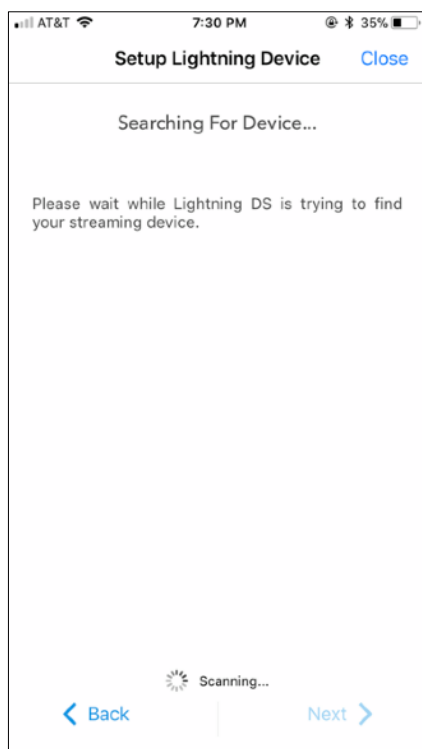 AT&T 7:30 PM 35%
Setup Lightning Device Close
Searching For Device...
Please wait while Lightning DS is trying to find
your streaming device.
Scanning...
Back Next